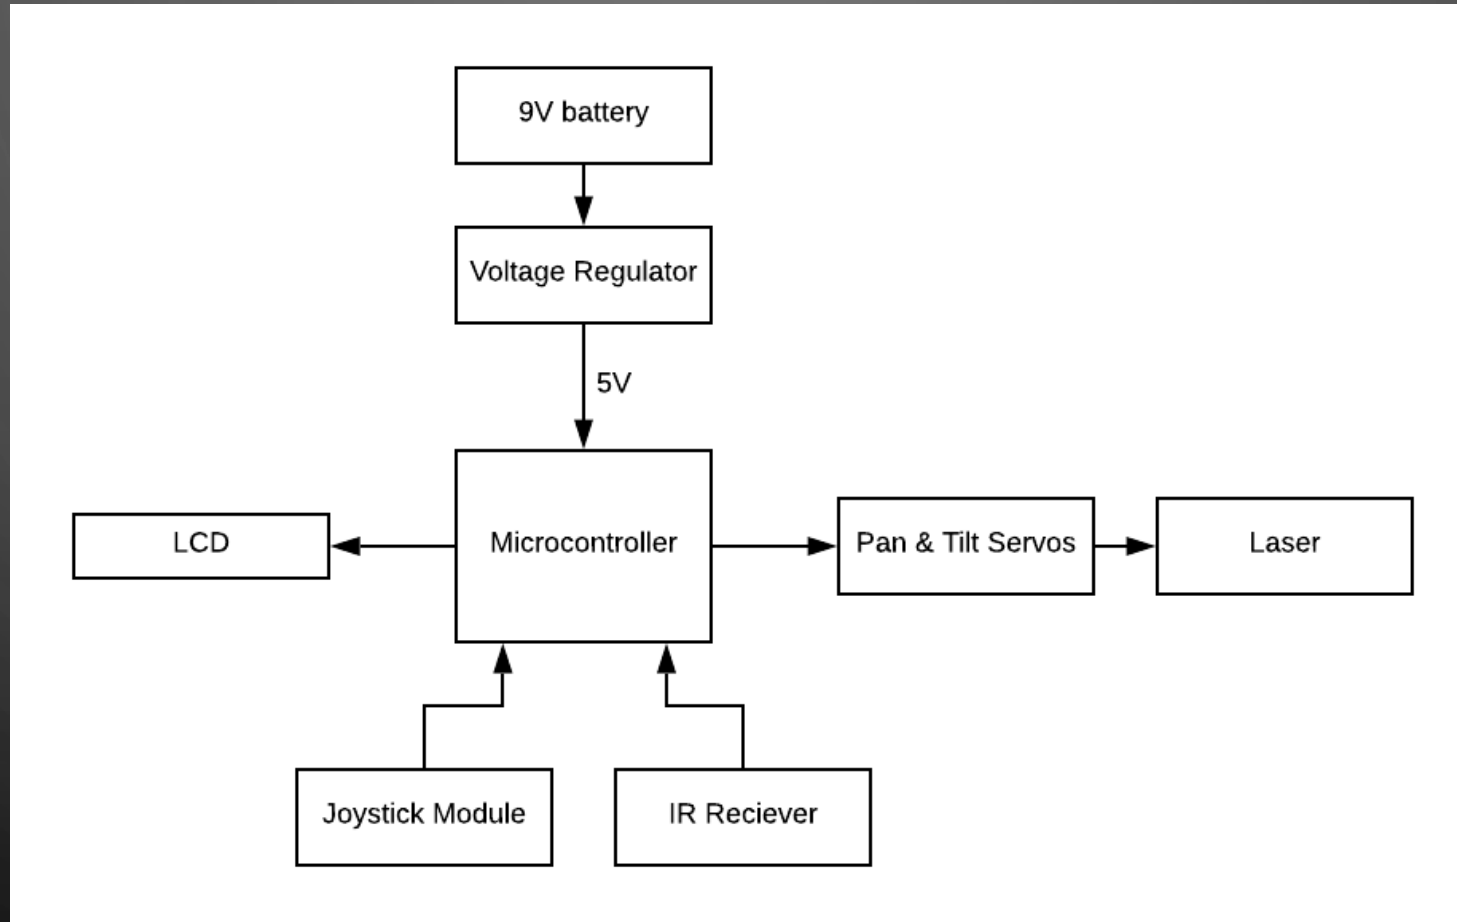 9V battery
Voltage Regulator
5V
LCD
Microcontroller
Pan & Tilt Servos
Laser
Joystick Module
IR Reciever